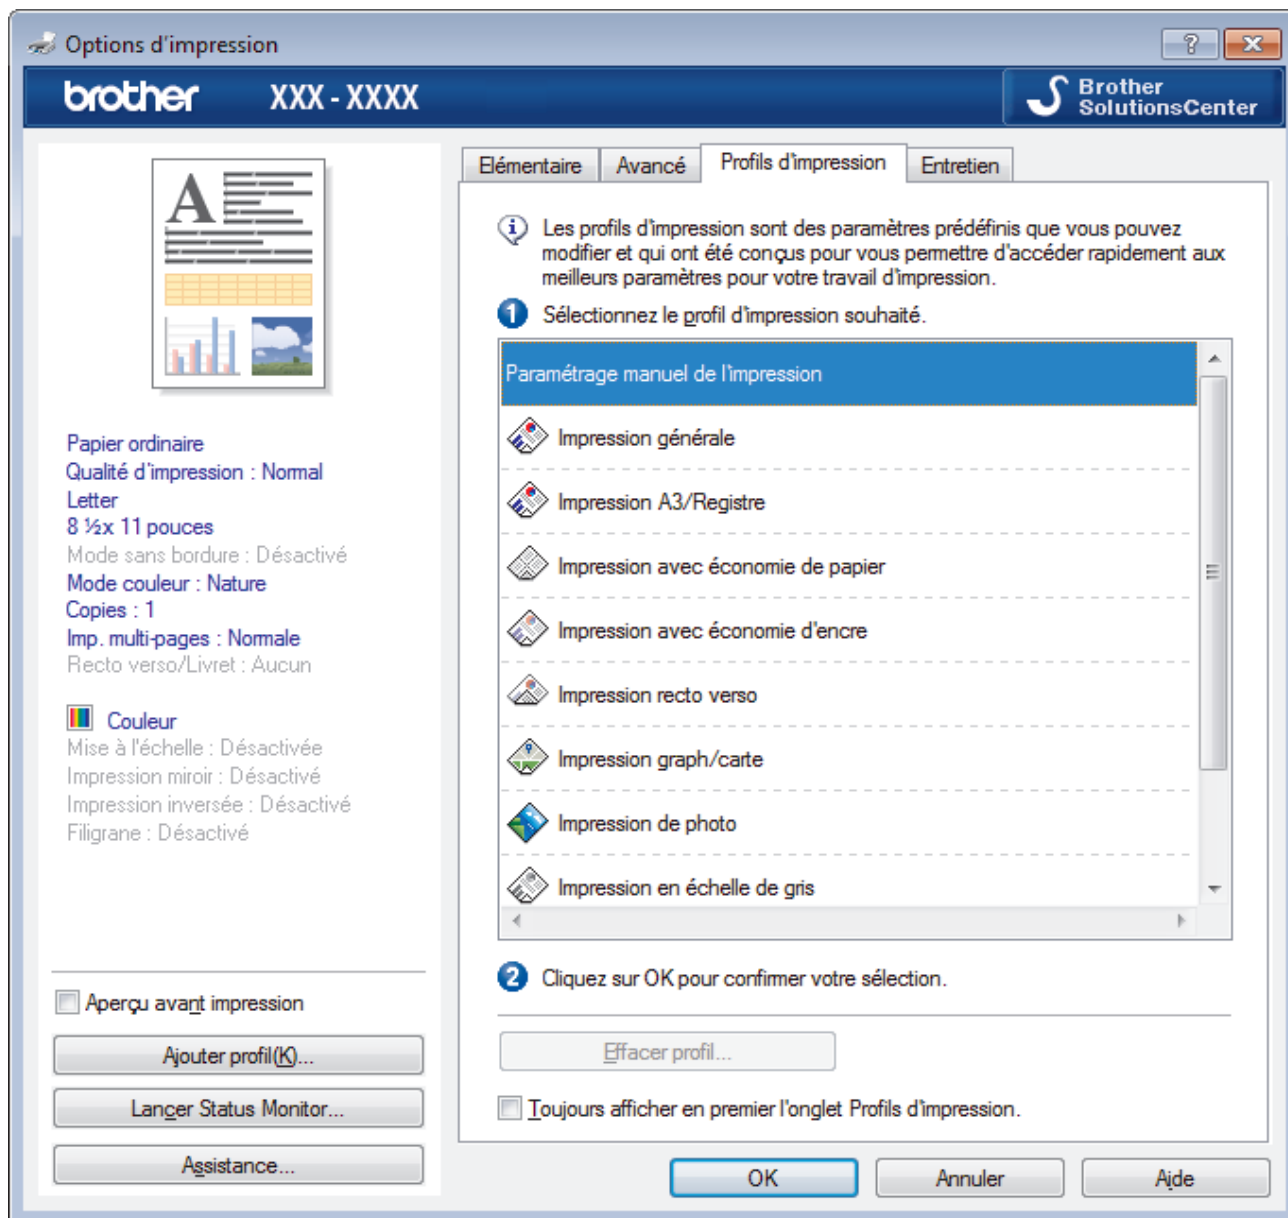 Options d'impression
brother XXX - XXXX
Brother
SolutionsCenter
A
Papier ordinaire
Qualité d'impression : Normal
Letter
8 ½x 11 pouces
Mode sans bordure : Désactivé
Mode couleur : Nature
Copies : 1
Imp. multi-pages : Normale
Recto verso/Livret : Aucun
Couleur
Mise à l'échelle : Désactivée
Impression miroir : Désactivé
Impression inversée : Désactivé
Filigrane : Désactivé
Aperçu avant impression
Ajouter profil(K)...
Lancer Status Monitor...
Assistance...
Elémentaire Avancé Profils d'impression Entretien
Les profils d'impression sont des paramètres prédéfinis que vous pouvez
modifier et qui ont été conçus pour vous permettre d'accéder rapidement aux
meilleurs paramètres pour votre travail d'impression.
1 Sélectionnez le profil d'impression souhaité.
Paramétrage manuel de l'impression
Impression générale
Impression A3/Registre
Impression avec économie de papier
Impression avec économie d'encre
Impression recto verso
Impression graph/carte
Impression de photo
Impression en échelle de gris
2 Cliquez sur OK pour confirmer votre sélection.
Effacer profil...
Toujours afficher en premier l'onglet Profils d'impression.
OK Annuler Aide